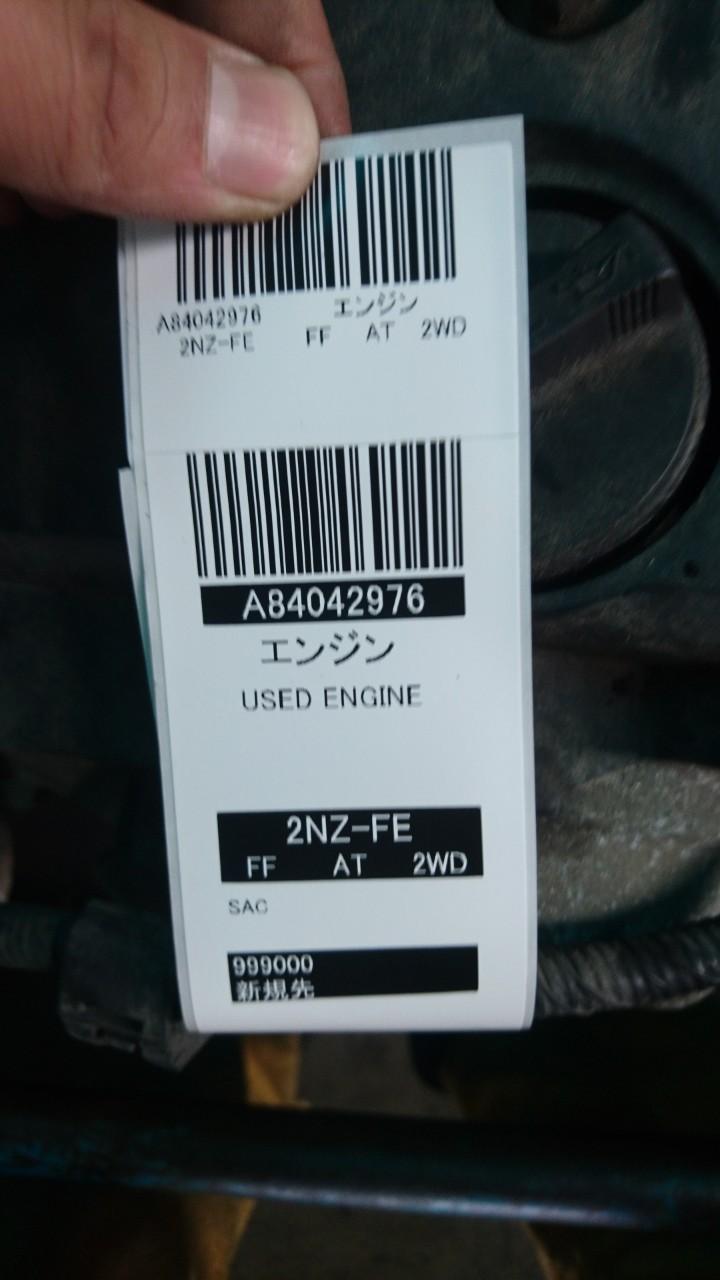 A84042976 エンジン
2NZ-FE FF AT 2WD
A84042976
エンジン
USED ENGINE
2NZ-FE
FF AT 2WD
SAC
999000
新規先